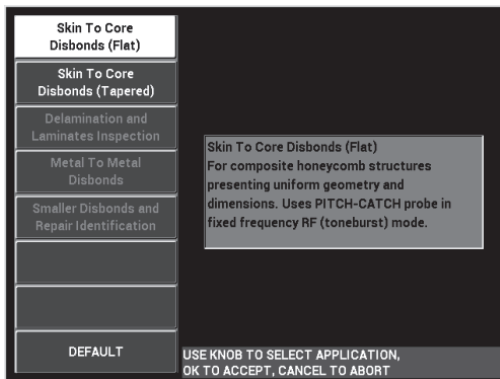 Skin To Core
Disbonds (Flat)
Skin To Core
Disbonds (Tapered)
Delamination and
Laminates Inspection
Metal To Metal
Disbonds
Smaller Disbonds and
Repair Identification
DEFAULT
Skin To Core Disbonds (Flat)
For composite honeycomb structures
presenting uniform geometry and
dimensions. Uses PITCH-CATCH probe in
fixed frequency RF (toneburst) mode.
USE KNOB TO SELECT APPLICATION,
OK TO ACCEPT, CANCEL TO ABORT